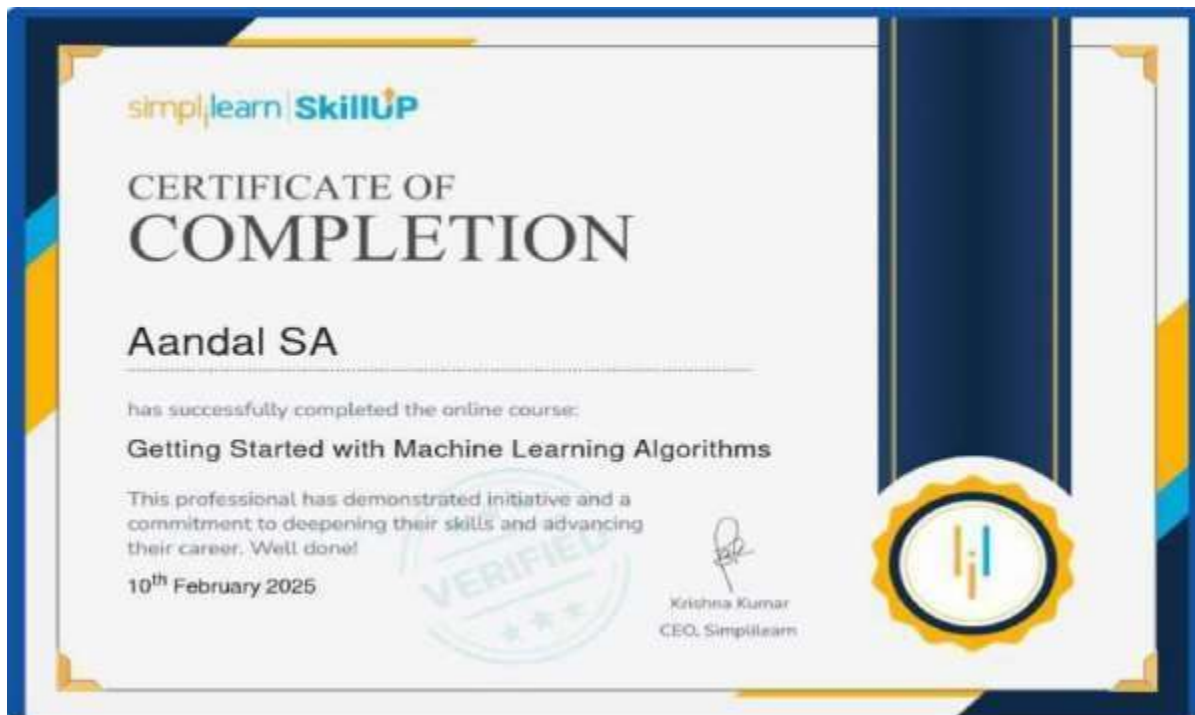 simplilearn | SkillUP
CERTIFICATE OF
COMPLETION
Aandal SA
has successfully completed the online course:
Getting Started with Machine Learning Algorithms
This professional has demonstrated initiative and a
commitment to deepening their skills and advancing
their career. Well done!
10th February 2025
VERIFIED
Krishna Kumar
CEO, Simplilearn